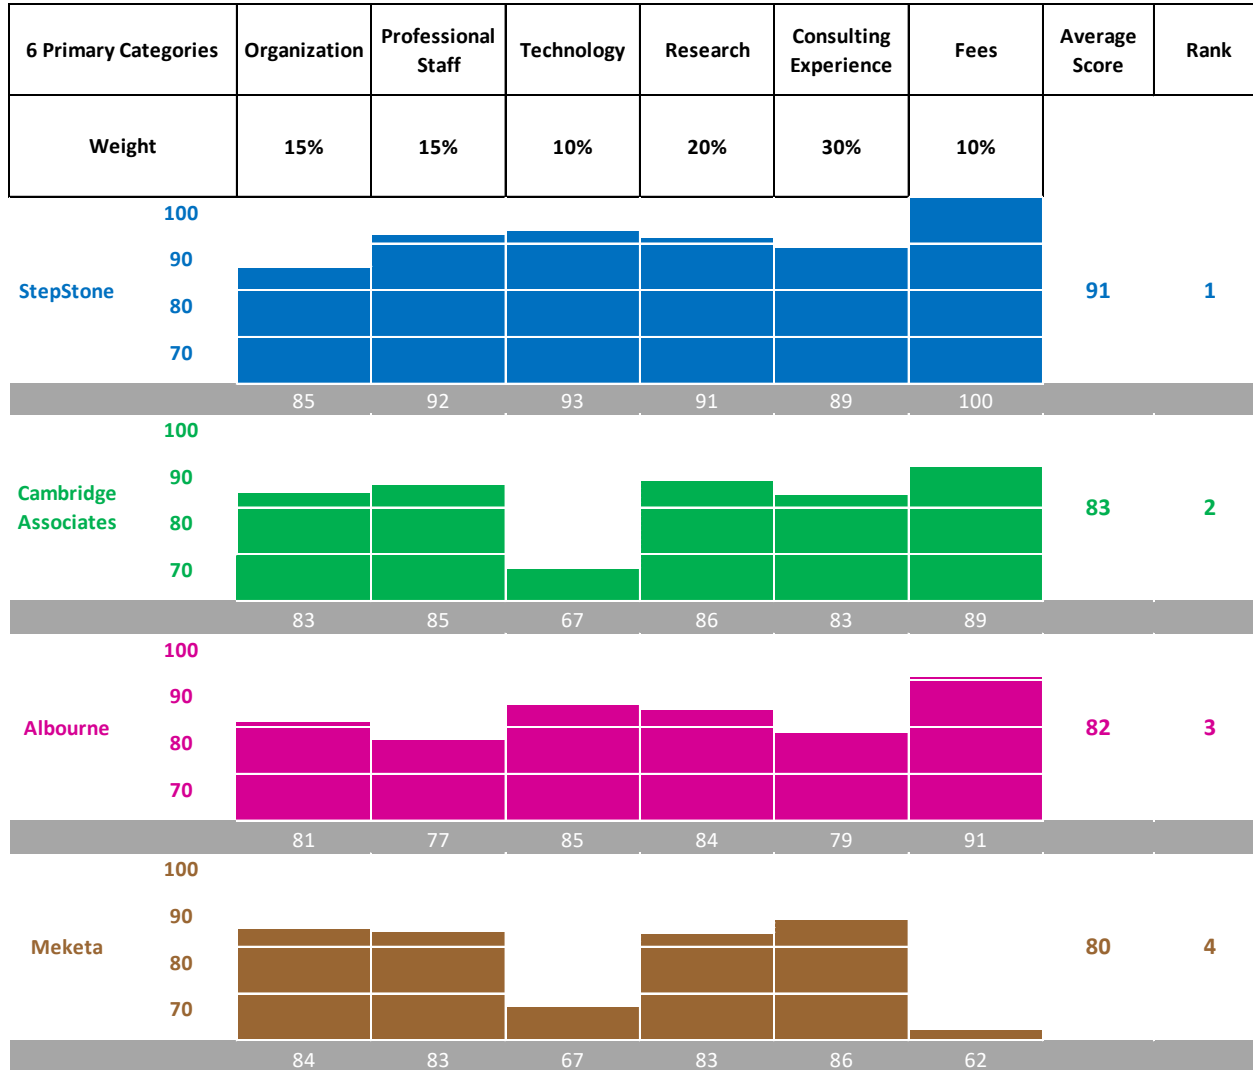 6 Primary Categories Organization Professional Staff Technology Research Consulting Experience Fees Average Score Rank
Weight 15% 15% 10% 20% 30% 10%
100
90
StepStone 91 1
80
70
85 92 93 91 89 100
100
90
Cambridge Associates 83 2
80
70
83 85 67 86 83 89
100
90
Albourne 82 3
80
70
81 77 85 84 79 91
100
90
Meketa 80 4
80
70
84 83 67 83 86 62